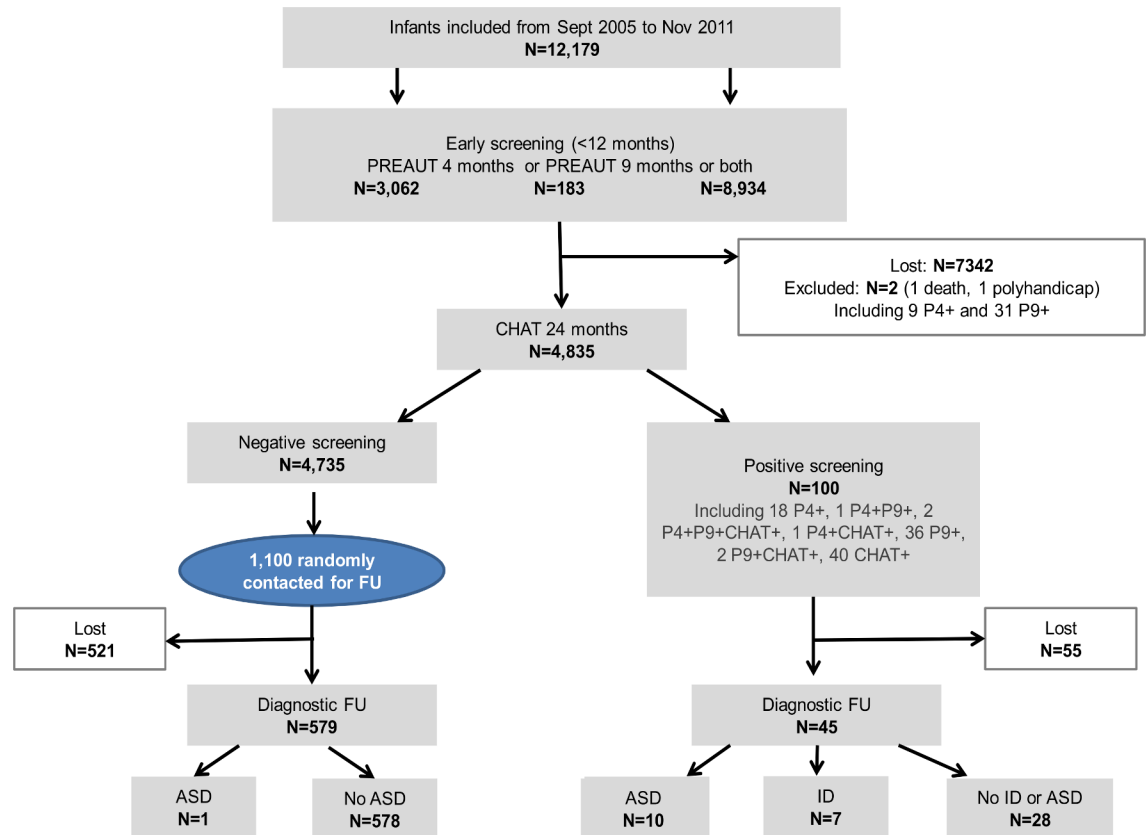 Infants included from Sept 2005 to Nov 2011
N=12,179
Early screening (<12 months)
PREAUT 4 months or PREAUT 9 months or both
N=3,062 N=183 N=8,934
Lost: N=7342
Excluded: N=2 (1 death, 1 polyhandicap)
Including 9 P4+ and 31 P9+
CHAT 24 months
N=4,835
Negative screening
N=4,735
Positive screening
N=100
Including 18 P4+, 1 P4+P9+, 2
P4+P9+CHAT+, 1 P4+CHAT+, 36 P9+,
2 P9+CHAT+, 40 CHAT+
1,100 randomly
contacted for FU
Lost
N=521
Lost
N=55
Diagnostic FU
N=579
Diagnostic FU
N=45
ASD
N=1
No ASD
N=578
ASD
N=10
ID
N=7
No ID or ASD
N=28